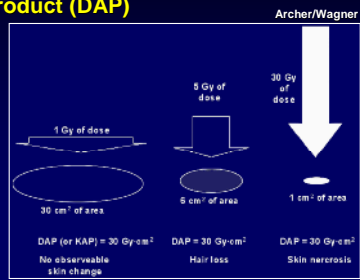 roduct (DAP)
Archer/Wagner
1 Gy of dose
30 cm² of area
DAP (or KAP) = 30 Gy-cm²
No observeable
skin change
5 Gy of
dose
6 cm² of area
DAP = 30 Gy-cm²
Hair loss
30 Gy
of
dose
1 cm² of area
DAP = 30 Gy-cm²
Skin nercrosis